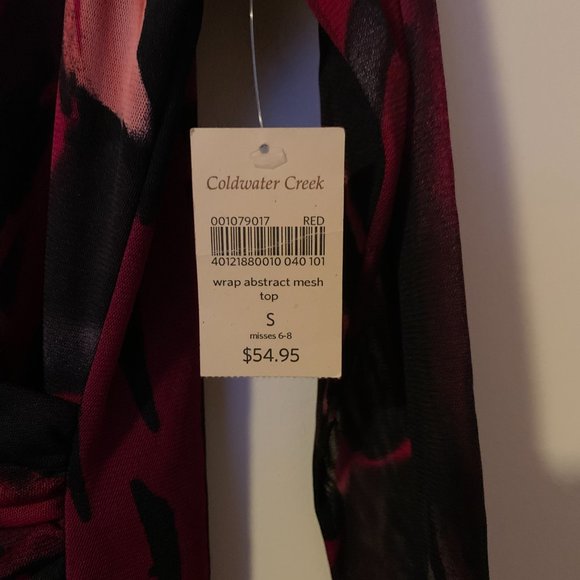 Coldwater Creek
001079017 RED
40121880010 040 101
wrap abstract mesh
top
S
misses 6-8
$54.95